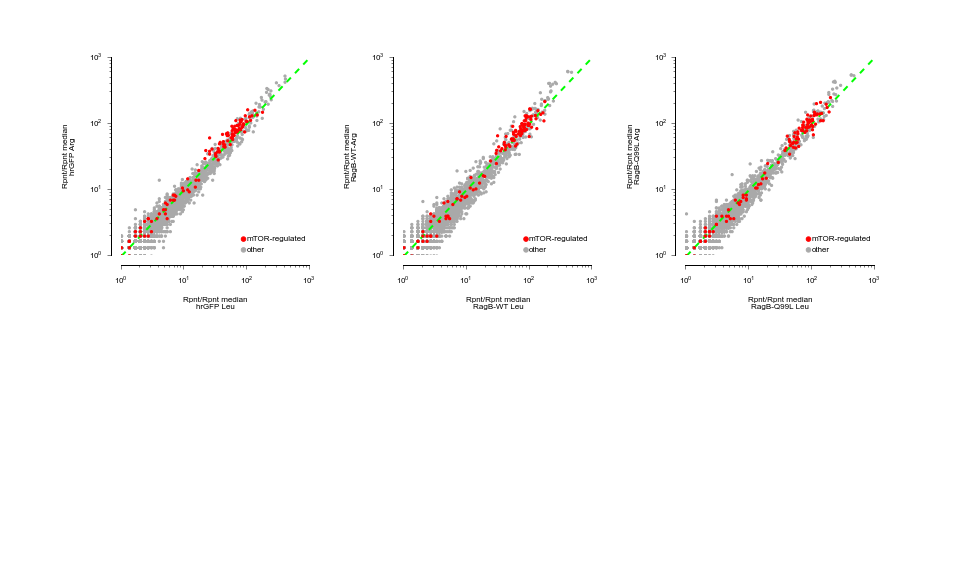 Rpnt/Rpnt median
hrGFP Arg
10³
10²
10¹
10⁰
mTOR-regulated
other
10⁰ 10¹ 10² 10³
Rpnt/Rpnt median
hrGFP Leu
Rpnt/Rpnt median
RagB-WT-Arg
10³
10²
10¹
10⁰
mTOR-regulated
other
10⁰ 10¹ 10² 10³
Rpnt/Rpnt median
RagB-WT Leu
Rpnt/Rpnt median
RagB-Q99L Arg
10³
10²
10¹
10⁰
mTOR-regulated
other
10⁰ 10¹ 10² 10³
Rpnt/Rpnt median
RagB-Q99L Leu